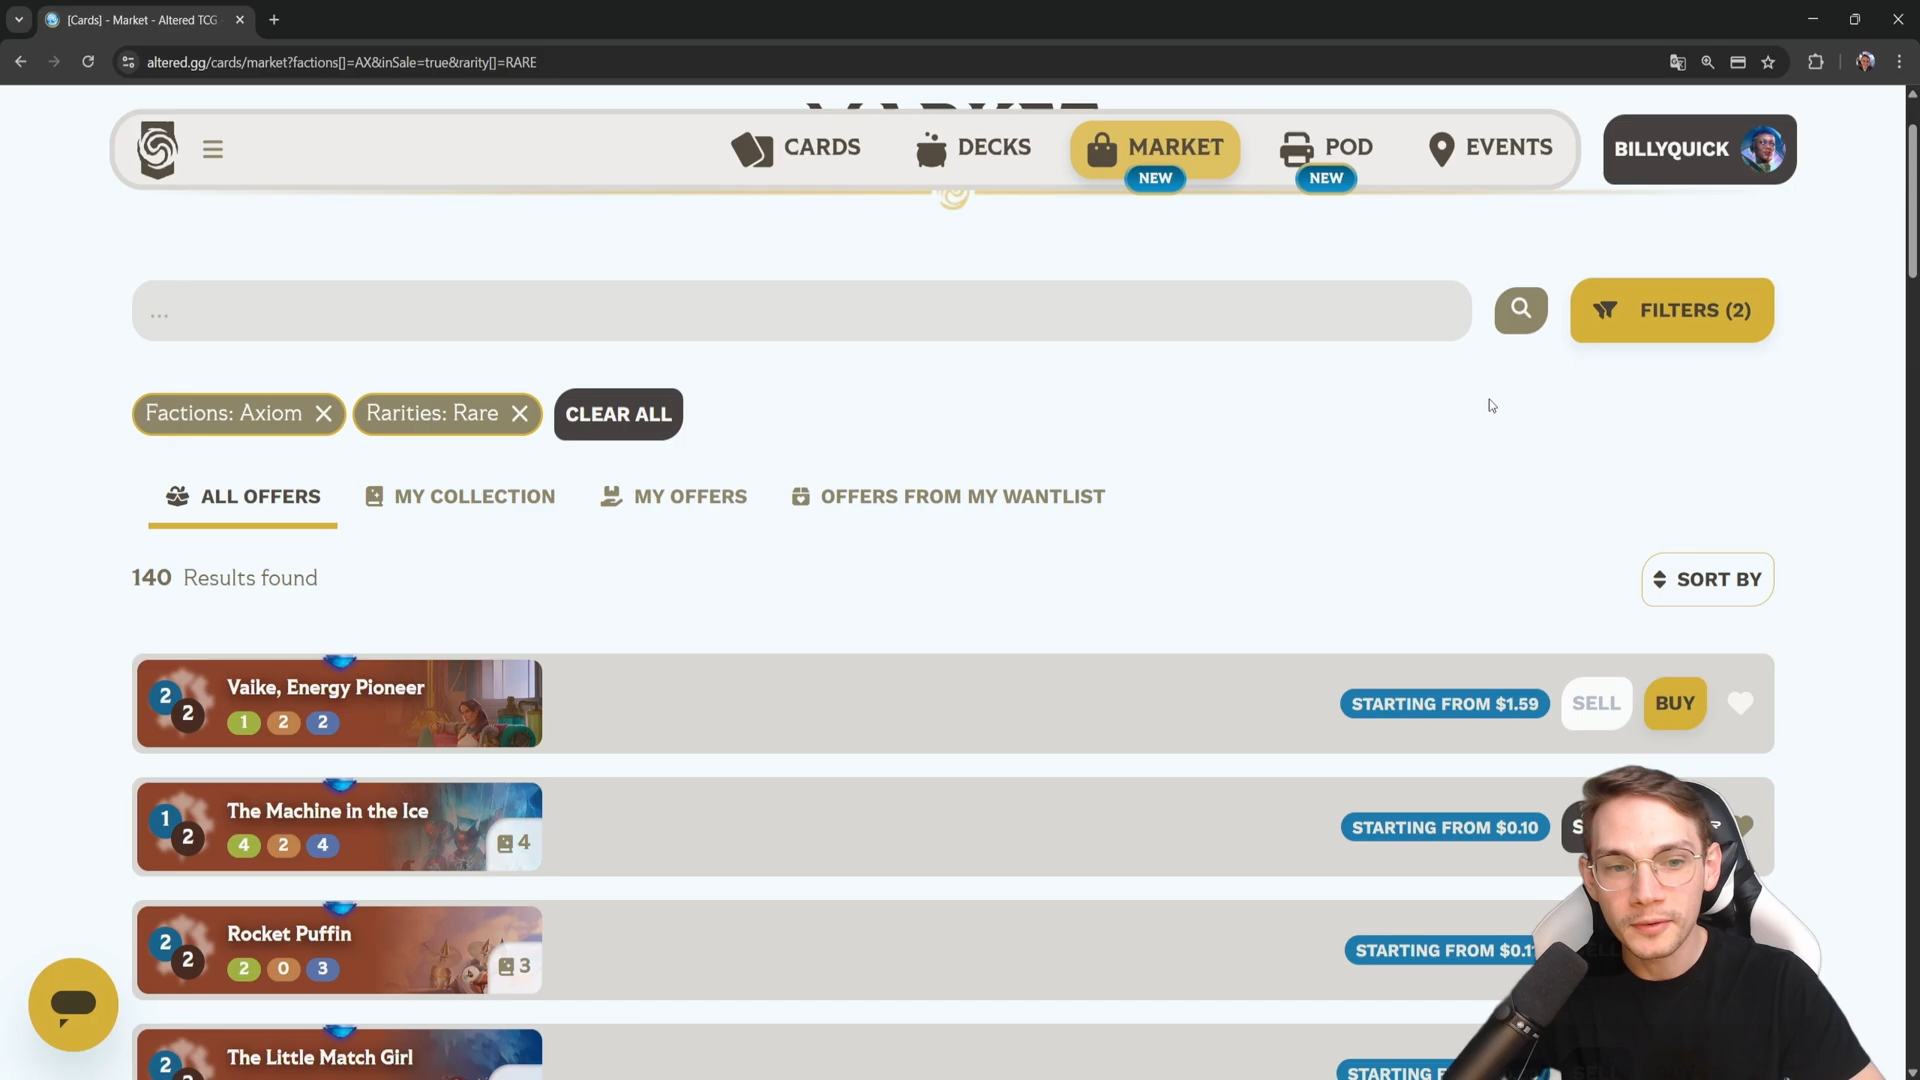 [Cards] - Market - Altered TCG
altered.gg/cards/market?factions[]=AX&inSale=true&rarity[]=RARE
CARDS
DECKS
MARKET
NEW
POD
NEW
EVENTS
BILLYQUICK
...
FILTERS (2)
Factions: Axiom
Rarities: Rare
CLEAR ALL
ALL OFFERS
MY COLLECTION
MY OFFERS
OFFERS FROM MY WANTLIST
140 Results found
SORT BY
2
2
Vaike, Energy Pioneer
1 2 2
STARTING FROM $1.59
SELL
BUY
1
2
The Machine in the Ice
4 2 4
4
STARTING FROM $0.10
2
2
Rocket Puffin
2 0 3
3
STARTING FROM
2
The Little Match Girl
STARTING